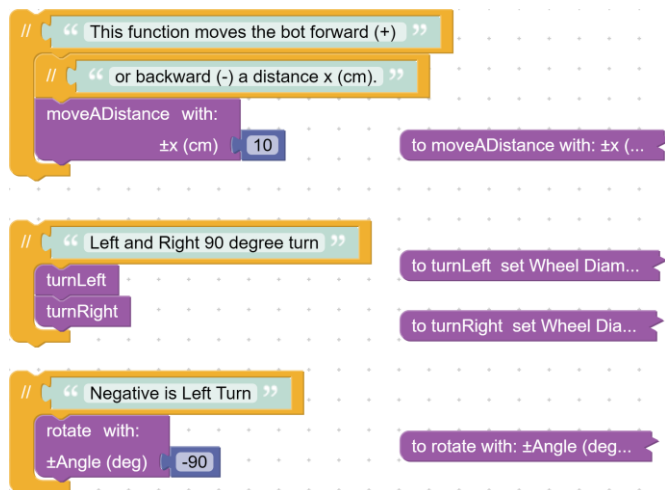 // “ This function moves the bot forward (+) ”
// “ or backward (-) a distance x (cm). ”
moveADistance with:
±x (cm) 10
to moveADistance with: ±x (...
// “ Left and Right 90 degree turn ”
turnLeft
turnRight
to turnLeft set Wheel Diam...
to turnRight set Wheel Dia...
// “ Negative is Left Turn ”
rotate with:
±Angle (deg) -90
to rotate with: ±Angle (deg...